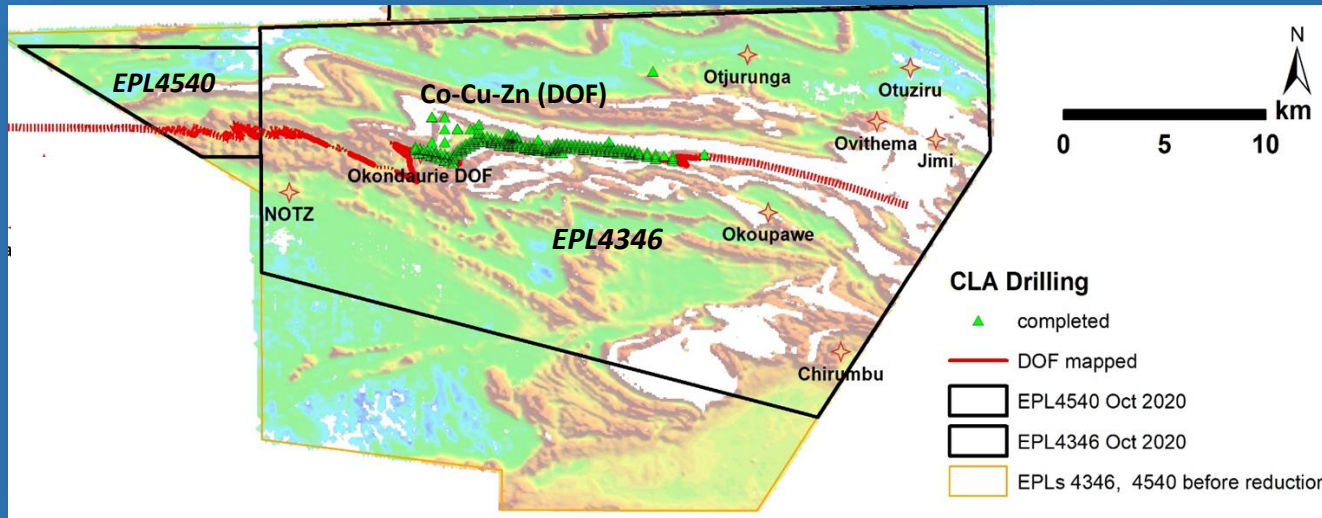 EPL4540
Co-Cu-Zn (DOF)
Otjurunga
Otuziru
Ovithema
Jimi
Okondaurie DOF
NOTZ
EPL4346
Okoupawe
Chirumbu
a
N
km
0 5 10
CLA Drilling
completed
DOF mapped
EPL4540 Oct 2020
EPL4346 Oct 2020
EPLs 4346, 4540 before reduction